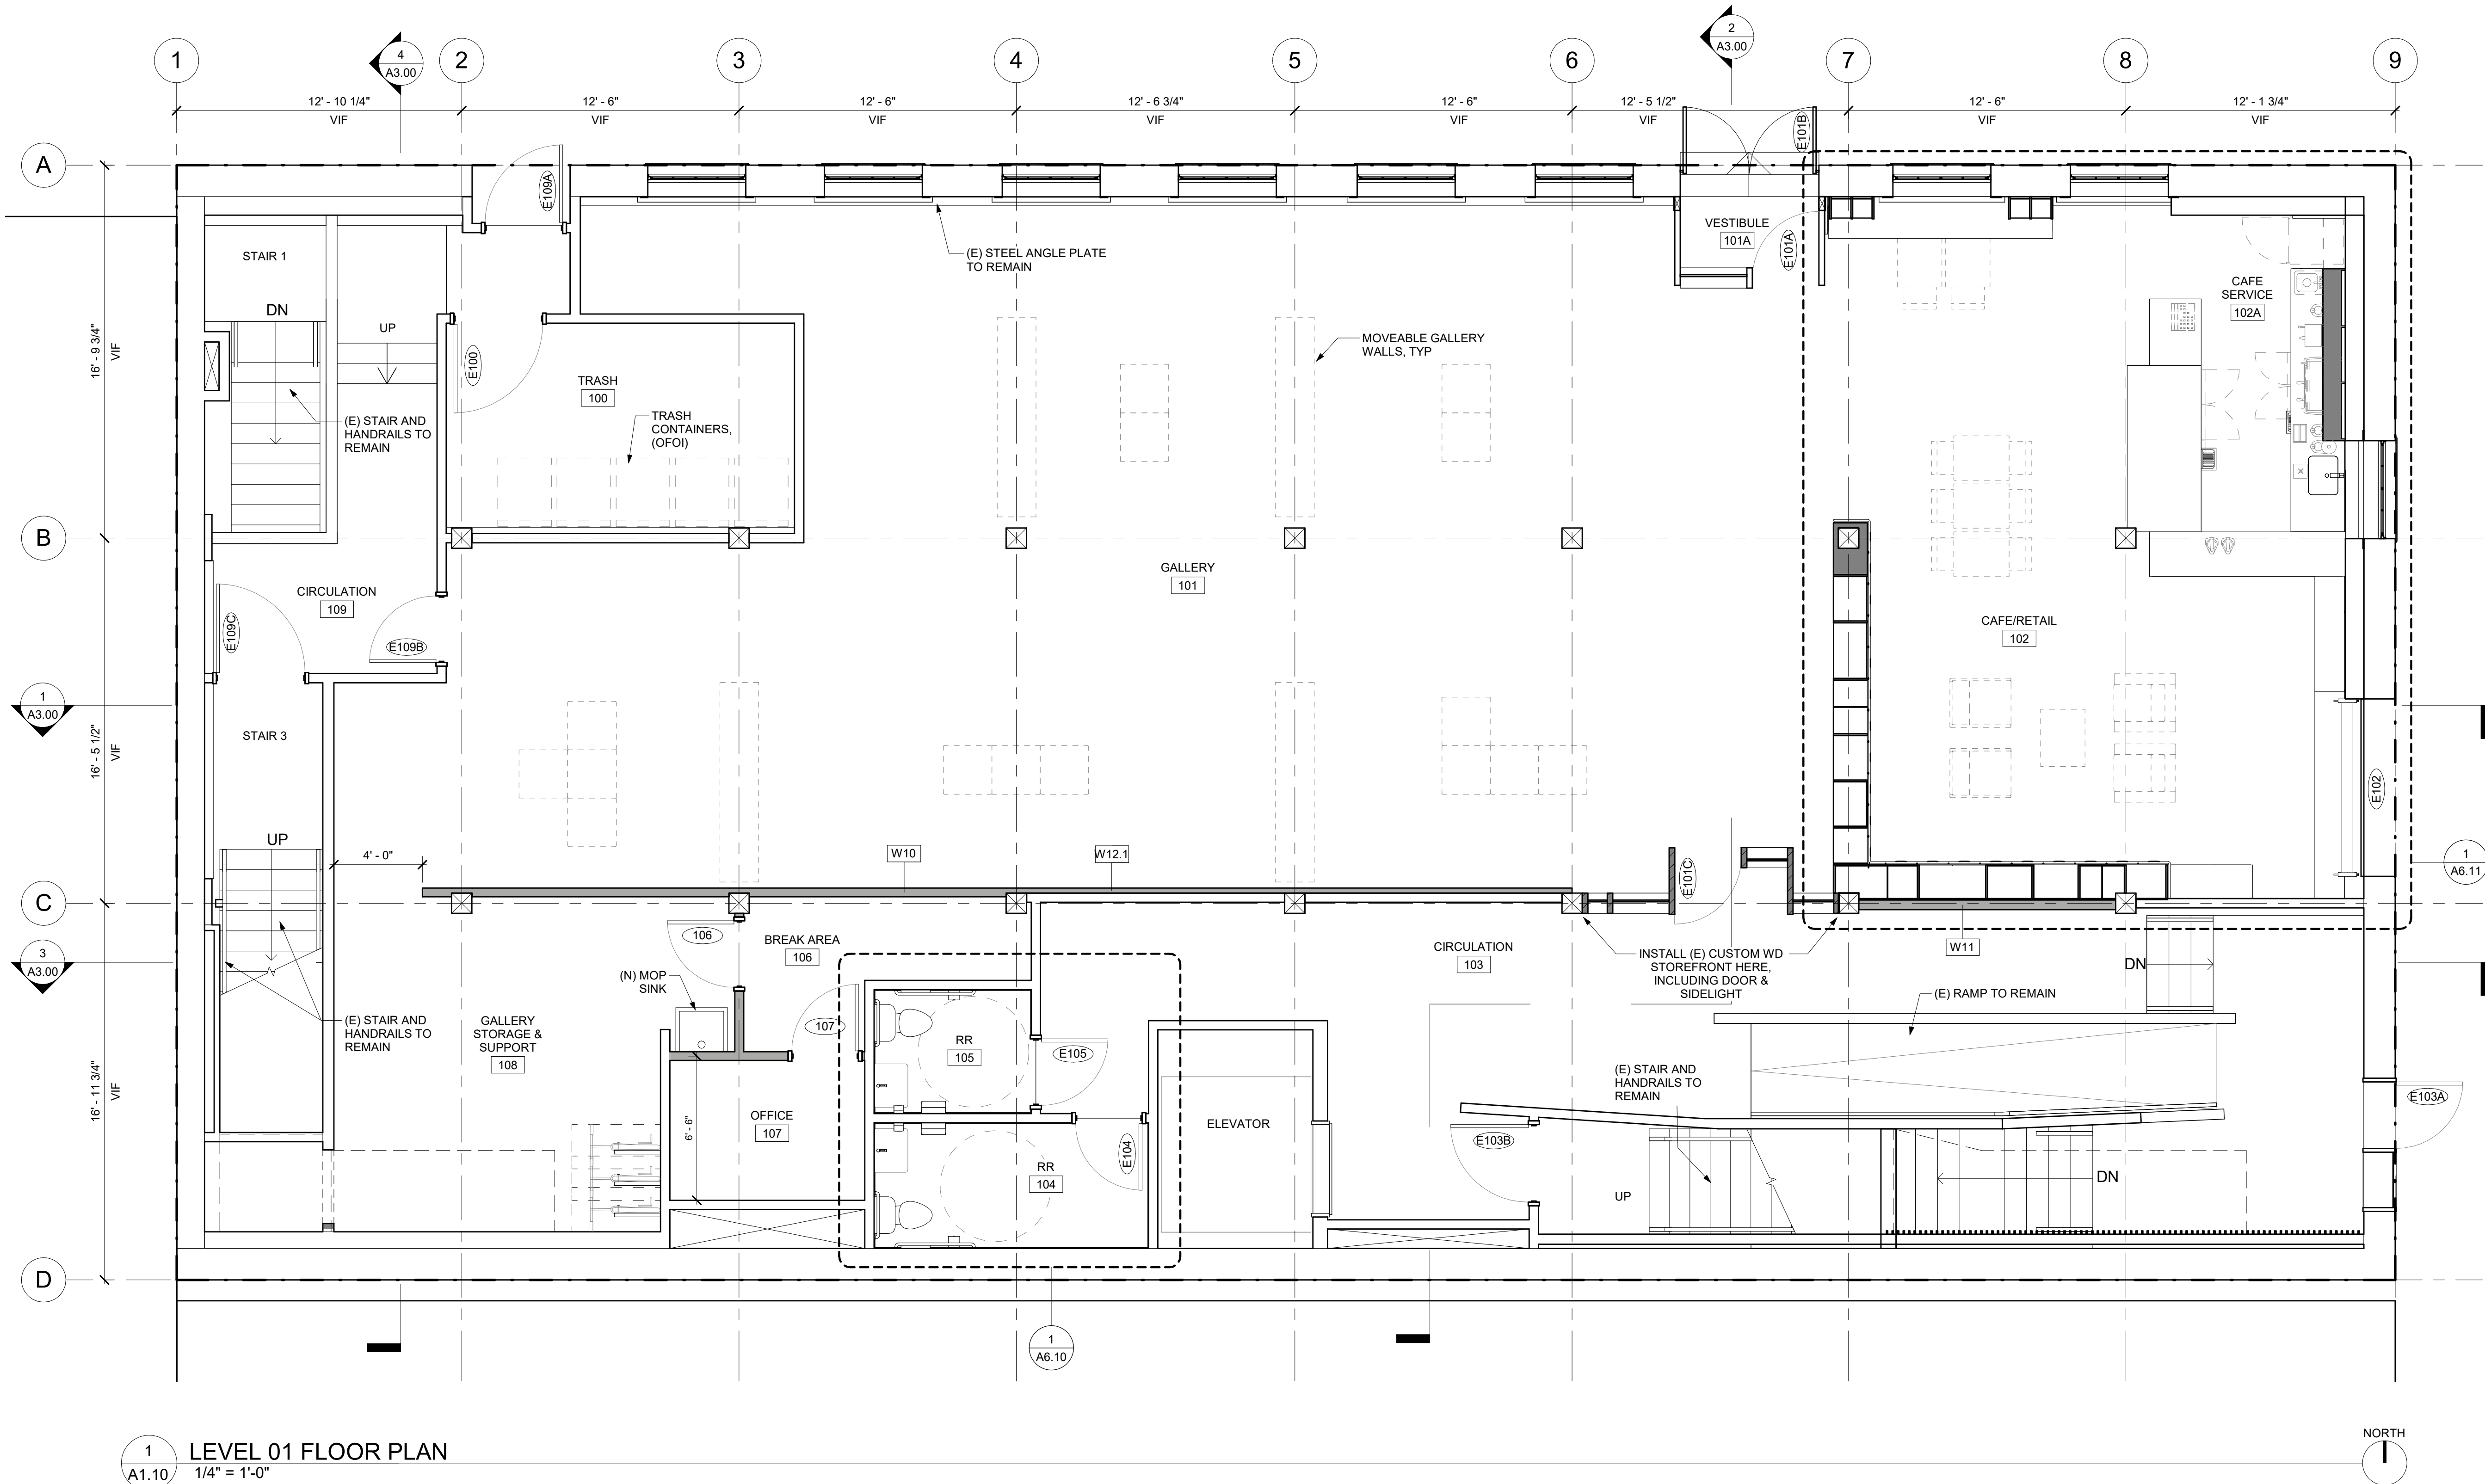 4
A3.00
2
A3.00
1
2
3
4
5
6
7
8
9
12' - 10 1/4"
VIF
12' - 6"
VIF
12' - 6"
VIF
12' - 6 3/4"
VIF
12' - 6"
VIF
12' - 5 1/2"
VIF
12' - 6"
VIF
12' - 1 3/4"
VIF
A
B
C
D
16' - 9 3/4"
VIF
16' - 5 1/2"
VIF
16' - 11 3/4"
VIF
E109A
E101B
E101A
(E) STEEL ANGLE PLATE
TO REMAIN
VESTIBULE
101A
STAIR 1
DN
UP
E100
TRASH
100
TRASH
CONTAINERS,
(OFOI)
(E) STAIR AND
HANDRAILS TO
REMAIN
MOVEABLE GALLERY
WALLS, TYP
CAFE
SERVICE
102A
GALLERY
101
CIRCULATION
109
E109C
E109B
CAFE/RETAIL
102
1
A3.00
STAIR 3
UP
4' - 0"
W10
W12.1
E101C
E102
1
A6.11
3
A3.00
106
BREAK AREA
106
(N) MOP
SINK
CIRCULATION
103
INSTALL (E) CUSTOM WD
STOREFRONT HERE,
INCLUDING DOOR &
SIDELIGHT
W11
DN
(E) RAMP TO REMAIN
(E) STAIR AND
HANDRAILS TO
REMAIN
GALLERY
STORAGE &
SUPPORT
108
107
RR
105
E105
6' - 6"
OFFICE
107
ELEVATOR
(E) STAIR AND
HANDRAILS TO
REMAIN
E103A
E103B
E104
RR
104
UP
DN
1
A6.10
1
A1.10
LEVEL 01 FLOOR PLAN
1/4" = 1'-0"
NORTH